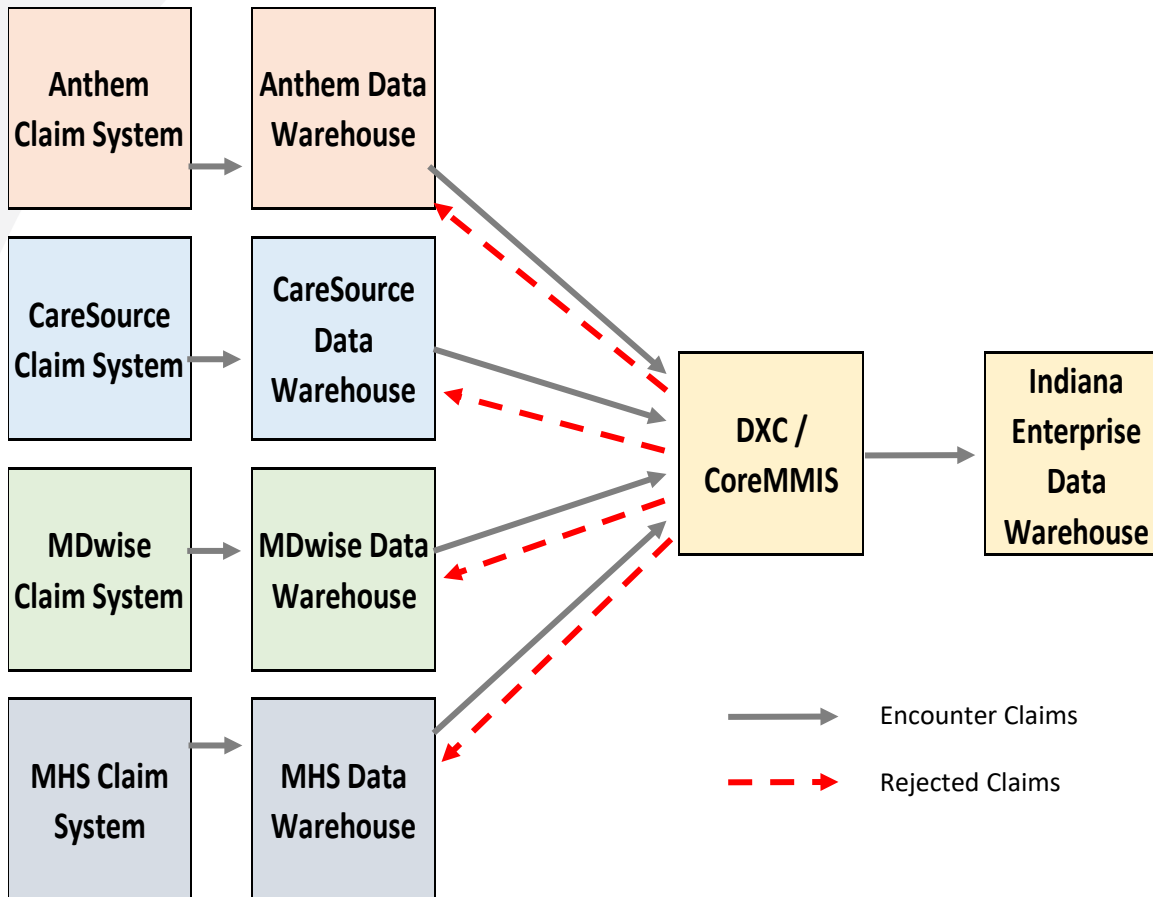 Anthem
Claim System
Anthem Data
Warehouse
CareSource
Claim System
CareSource
Data
Warehouse
MDwise
Claim System
MDwise Data
Warehouse
MHS Claim
System
MHS Data
Warehouse
DXC /
CoreMMIS
Indiana
Enterprise
Data
Warehouse
Encounter Claims
Rejected Claims